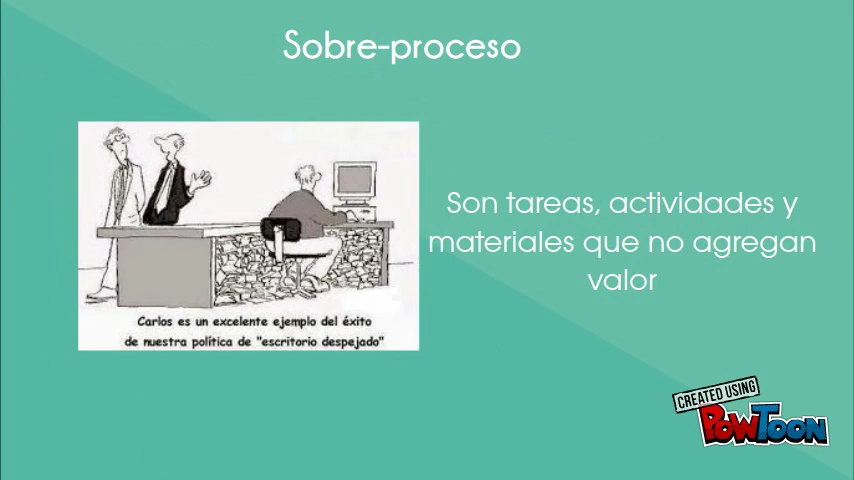 Sobre-proceso
Carlos es un excelente ejemplo del éxito
de nuestra política de "escritorio despejado"
Son tareas, actividades y
materiales que no agregan
valor
CREATED USING
POWTOON